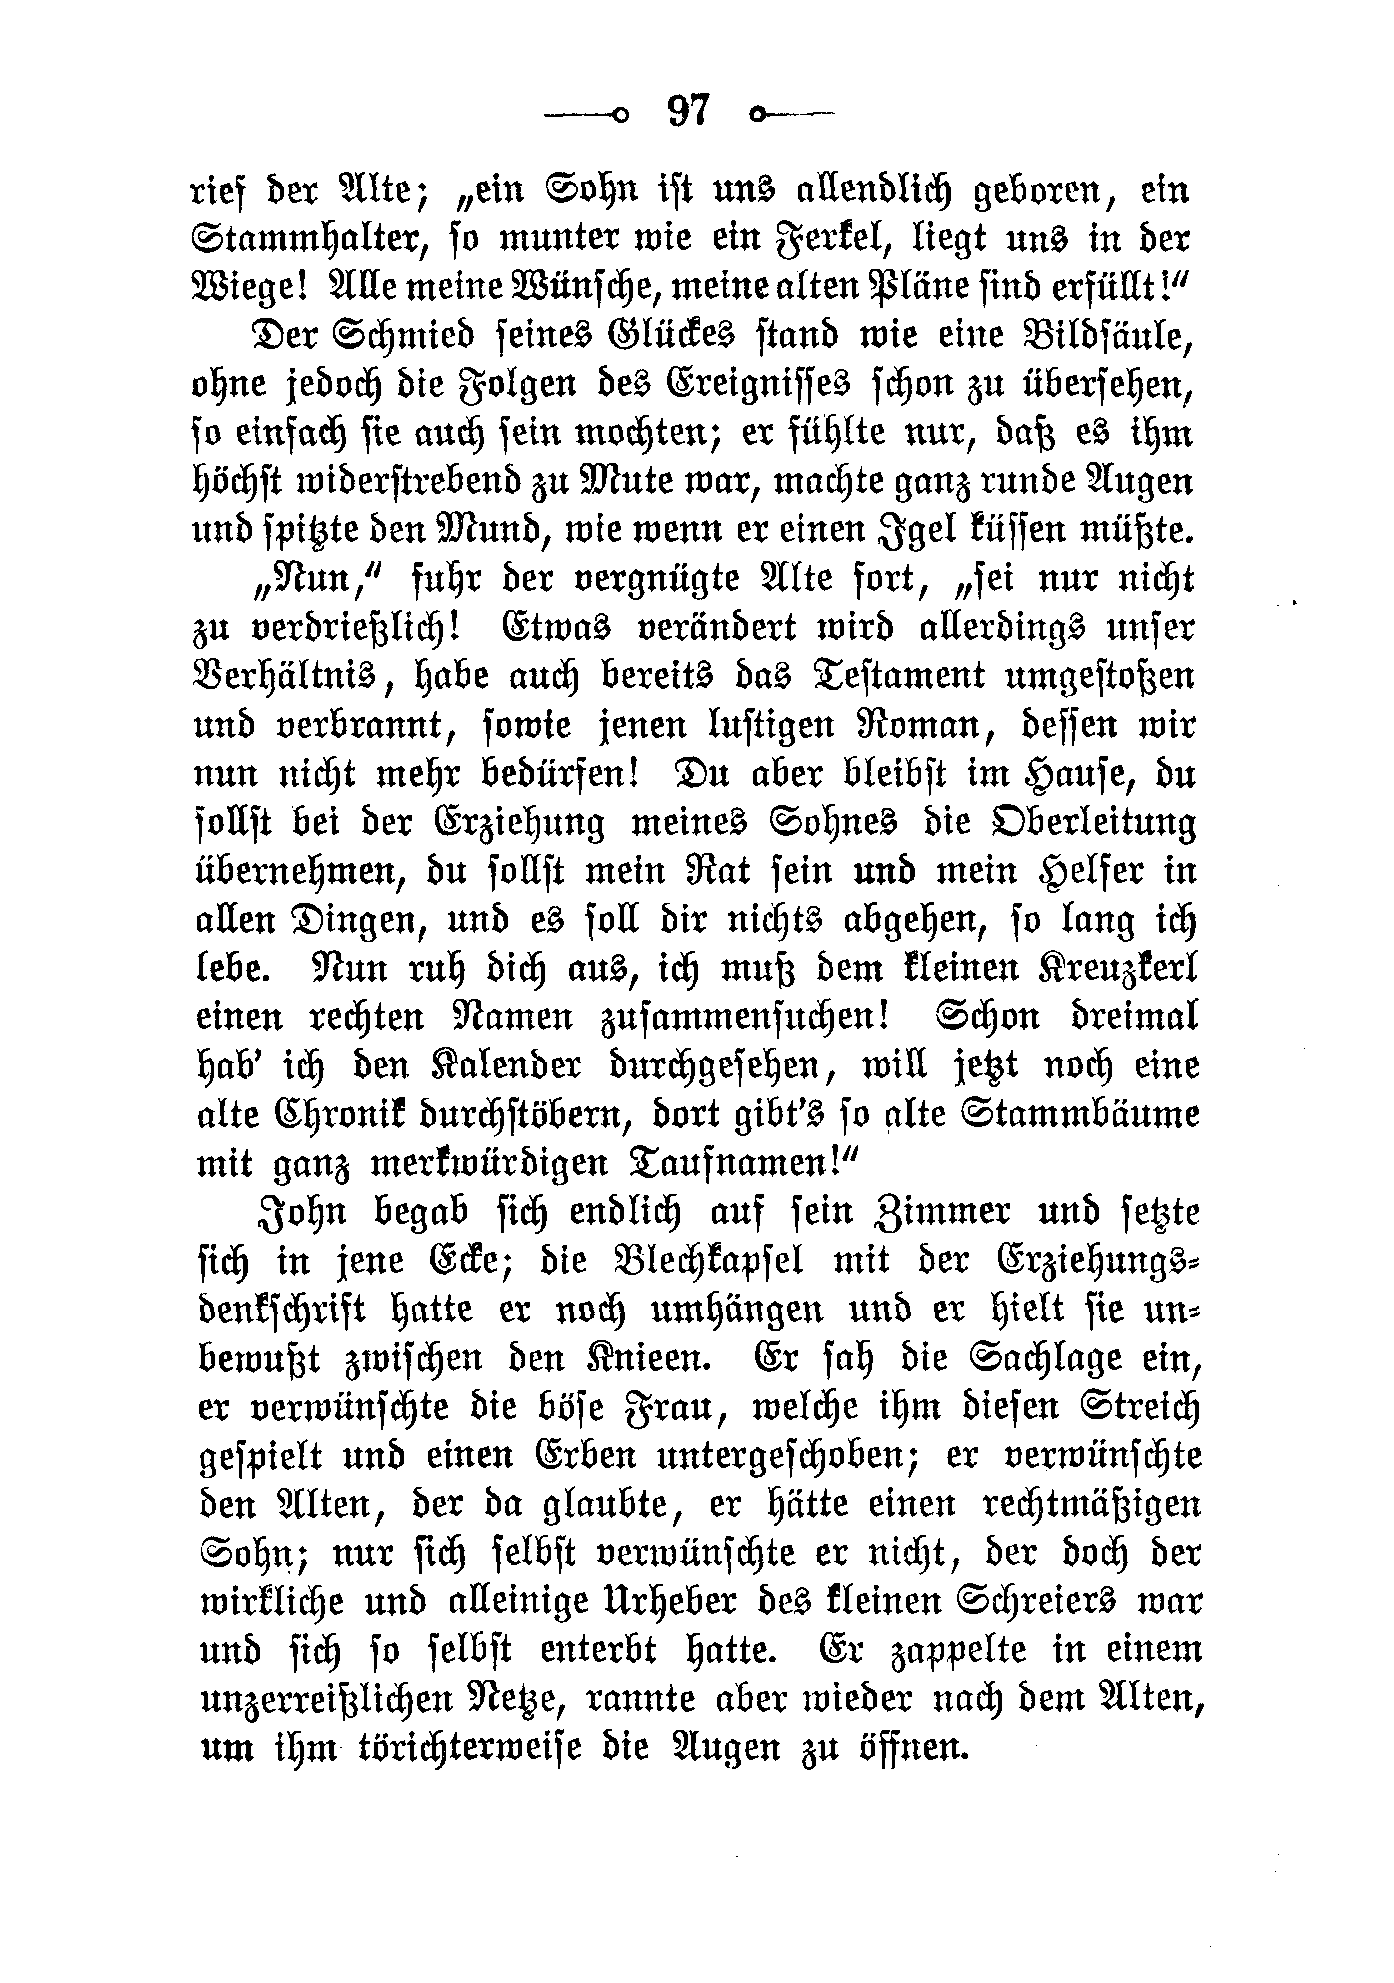 97
rief der Alte; „ein Sohn ist uns allendlich geboren, ein
Stammhalter, so munter wie ein Ferkel, liegt uns in der
Wiege! Alle meine Wünsche, meine alten Pläne sind erfüllt!“
Der Schmied seines Glückes stand wie eine Bildsäule,
ohne jedoch die Folgen des Ereignisses schon zu übersehen,
so einfach sie auch sein mochten; er fühlte nur, daß es ihm
höchst widerstrebend zu Mute war, machte ganz runde Augen
und spitzte den Mund, wie wenn er einen Igel küssen müßte.
„Nun,“ fuhr der vergnügte Alte fort, „sei nur nicht
zu verdrießlich! Etwas verändert wird allerdings unser
Verhältnis, habe auch bereits das Testament umgestoßen
und verbrannt, sowie jenen lustigen Roman, dessen wir
nun nicht mehr bedürfen! Du aber bleibst im Hause, du
sollst bei der Erziehung meines Sohnes die Oberleitung
übernehmen, du sollst mein Rat sein und mein Helfer in
allen Dingen, und es soll dir nichts abgehen, so lang ich
lebe. Nun ruh dich aus, ich muß dem kleinen Kreuzkerl
einen rechten Namen zusammensuchen! Schon dreimal
hab' ich den Kalender durchgesehen, will jetzt noch eine
alte Chronik durchstöbern, dort gibt's so alte Stammbäume
mit ganz merkwürdigen Taufnamen!“
John begab sich endlich auf sein Zimmer und setzte
sich in jene Ecke; die Blechkapsel mit der Erziehungs-
denkschrift hatte er noch umhängen und er hielt sie un-
bewußt zwischen den Knieen. Er sah die Sachlage ein,
er verwünschte die böse Frau, welche ihm diesen Streich
gespielt und einen Erben untergeschoben; er verwünschte
den Alten, der da glaubte, er hätte einen rechtmäßigen
Sohn; nur sich selbst verwünschte er nicht, der doch der
wirkliche und alleinige Urheber des kleinen Schreiers war
und sich so selbst enterbt hatte. Er zappelte in einem
unzerreißlichen Netze, rannte aber wieder nach dem Alten,
um ihm törichterweise die Augen zu öffnen.